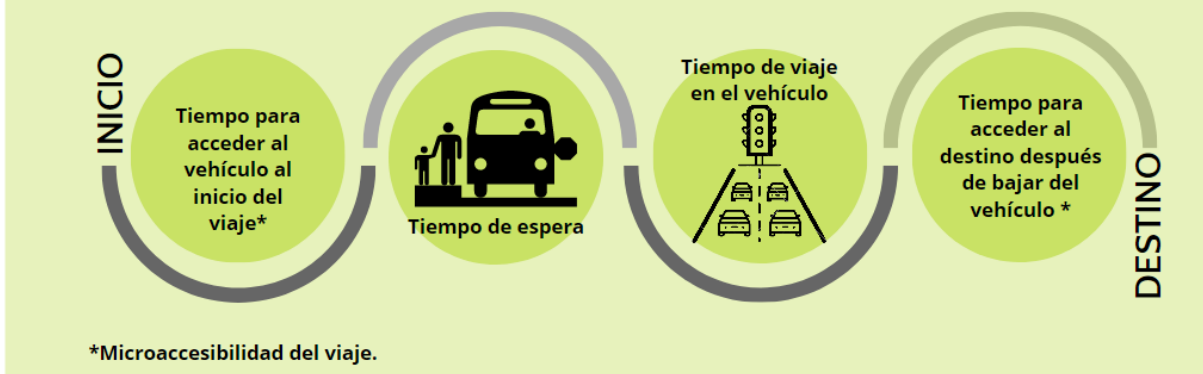 INICIO
Tiempo para
acceder al
vehículo al
inicio del
viaje*
Tiempo de espera
Tiempo de viaje
en el vehículo
Tiempo para
acceder al
destino después
de bajar del
vehículo *
DESTINO
*Microaccesibilidad del viaje.